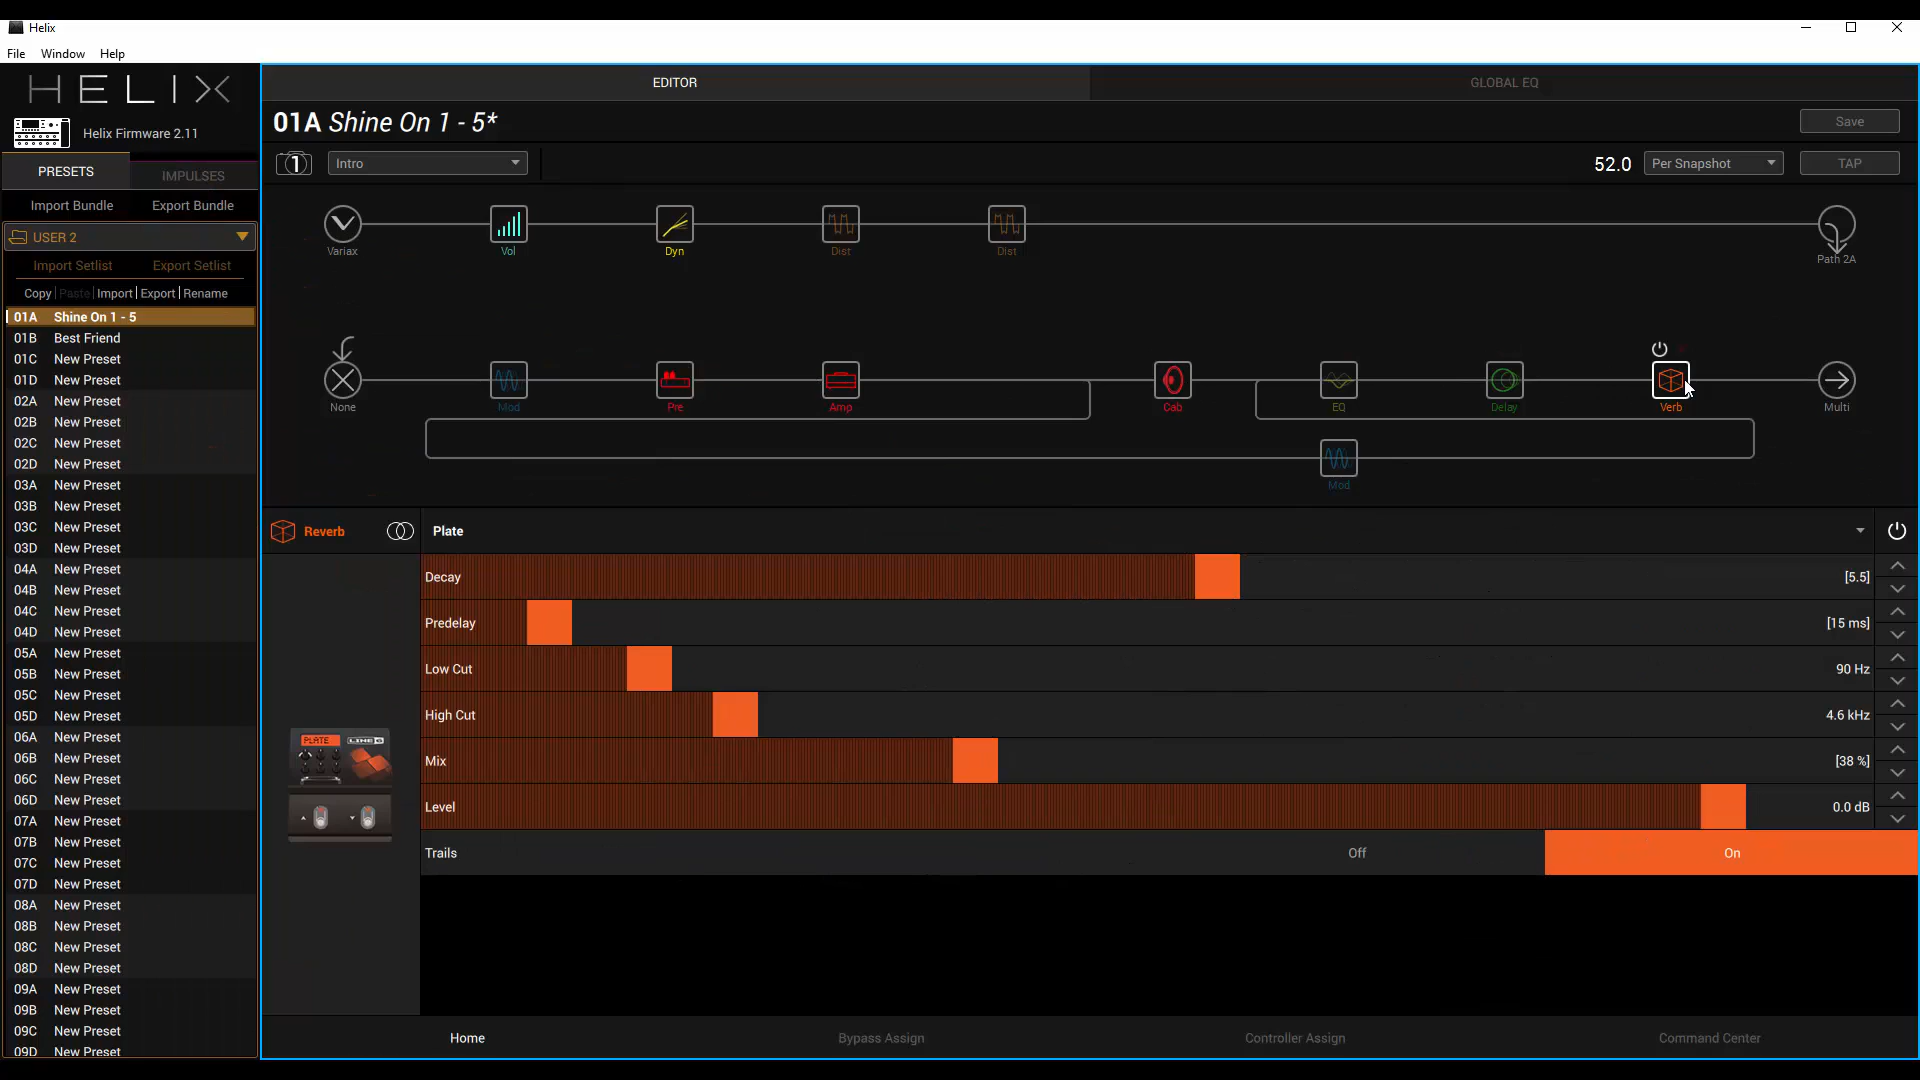 Helix
File Window Help
HELIX
Helix Firmware 2.11
PRESETS IMPULSES
Import Bundle Export Bundle
USER 2
Import Setlist Export Setlist
Copy Paste Import Export Rename
01A Shine On 1 - 5
01B Best Friend
01C New Preset
01D New Preset
02A New Preset
02B New Preset
02C New Preset
02D New Preset
03A New Preset
03B New Preset
03C New Preset
03D New Preset
04A New Preset
04B New Preset
04C New Preset
04D New Preset
05A New Preset
05B New Preset
05C New Preset
05D New Preset
06A New Preset
06B New Preset
06C New Preset
06D New Preset
07A New Preset
07B New Preset
07C New Preset
07D New Preset
08A New Preset
08B New Preset
08C New Preset
08D New Preset
09A New Preset
09B New Preset
09C New Preset
09D New Preset
EDITOR GLOBAL EQ
01A Shine On 1 - 5* Save
1 Intro 52.0 Per Snapshot TAP
Variax Vol Dyn Dist Dist Path 2A
None Mod Pre Amp Cab EQ Delay Verb Multi
Mod
Reverb Plate
Decay [5.5]
Predelay [15 ms]
Low Cut 90 Hz
High Cut 4.6 kHz
Mix [38 %]
Level 0.0 dB
Trails Off On
PLATE LINE 6
Home Bypass Assign Controller Assign Command Center